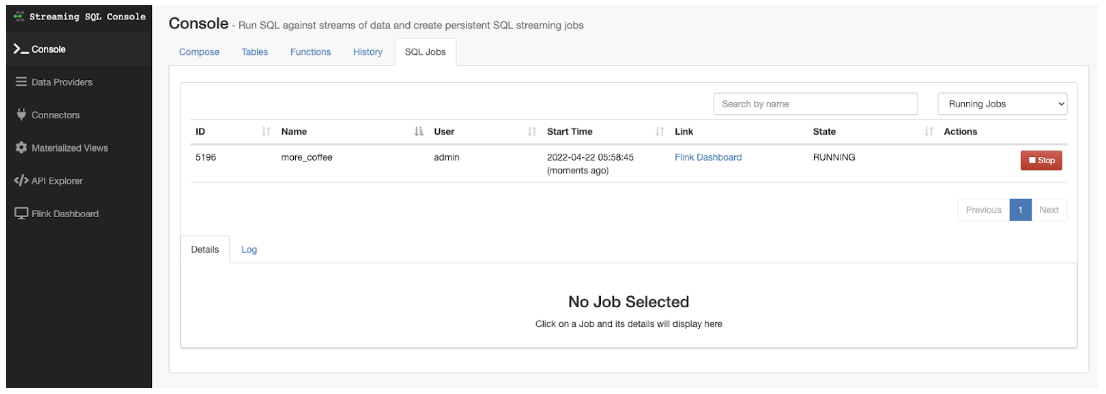 Streaming SQL Console
Console
Data Providers
Connectors
Materialized Views
API Explorer
Flink Dashboard
Console - Run SQL against streams of data and create persistent SQL streaming jobs
Compose Tables Functions History SQL Jobs
Search by name Running Jobs
ID Name User Start Time Link State Actions
5196 more_coffee admin 2022-04-22 05:58:45 Flink Dashboard RUNNING Stop
(moments ago)
Previous 1 Next
Details Log
No Job Selected
Click on a Job and its details will display here